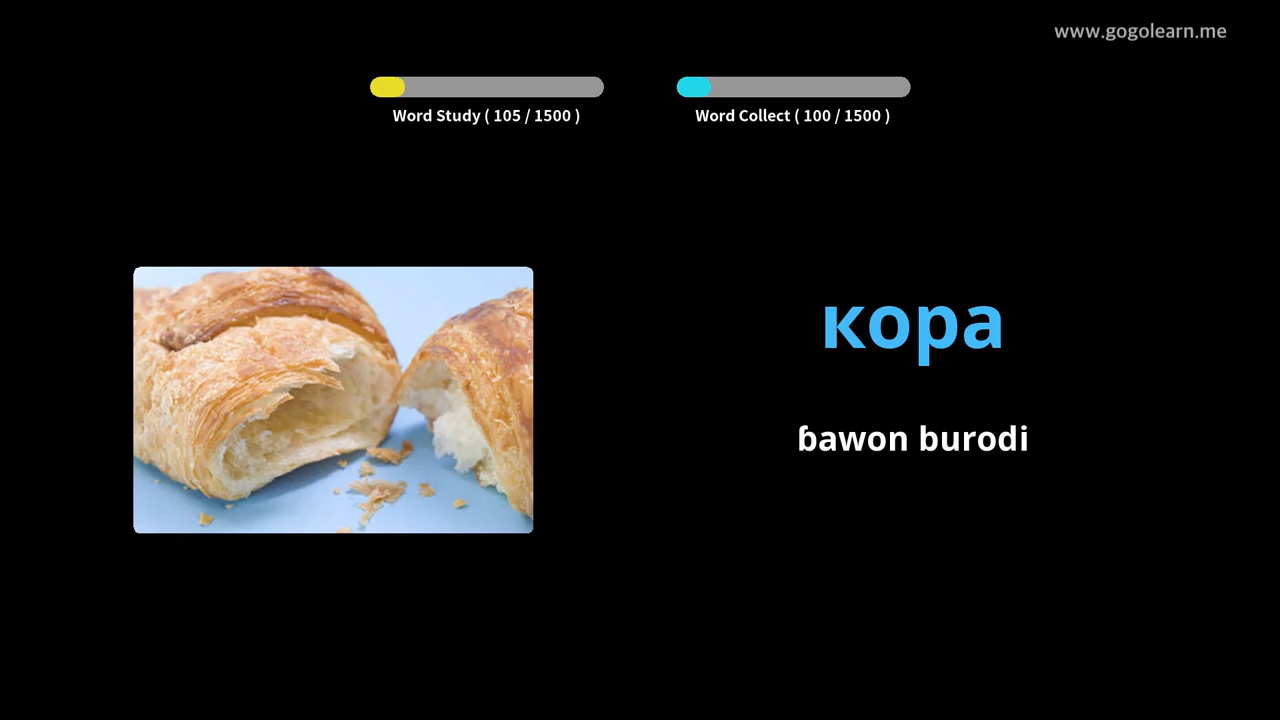 www.gogolearn.me
Word Study ( 105 / 1500 )
Word Collect ( 100 / 1500 )
кора
ɓawon burodi